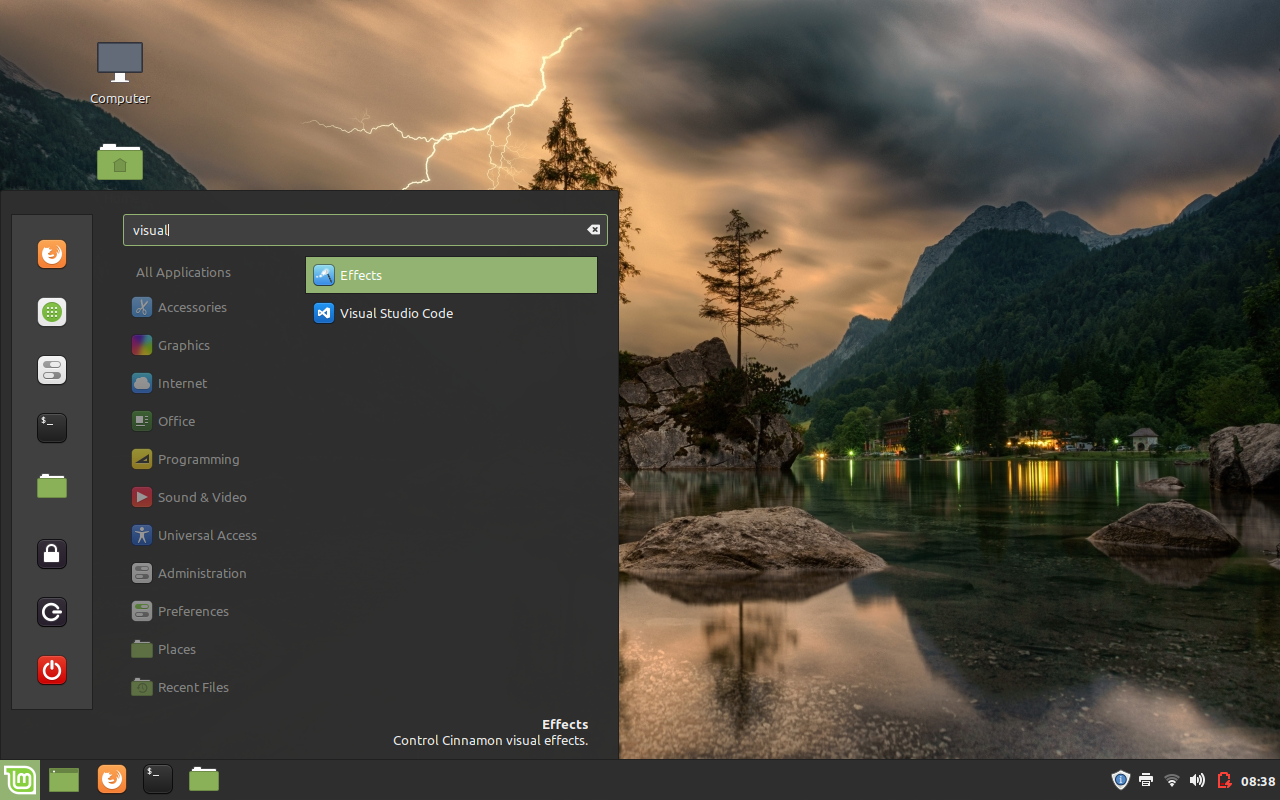 Computer
visual
All Applications
Accessories
Graphics
Internet
Office
Programming
Sound & Video
Universal Access
Administration
Preferences
Places
Recent Files
Effects
Visual Studio Code
Effects
Control Cinnamon visual effects.
$_
$_
08:38